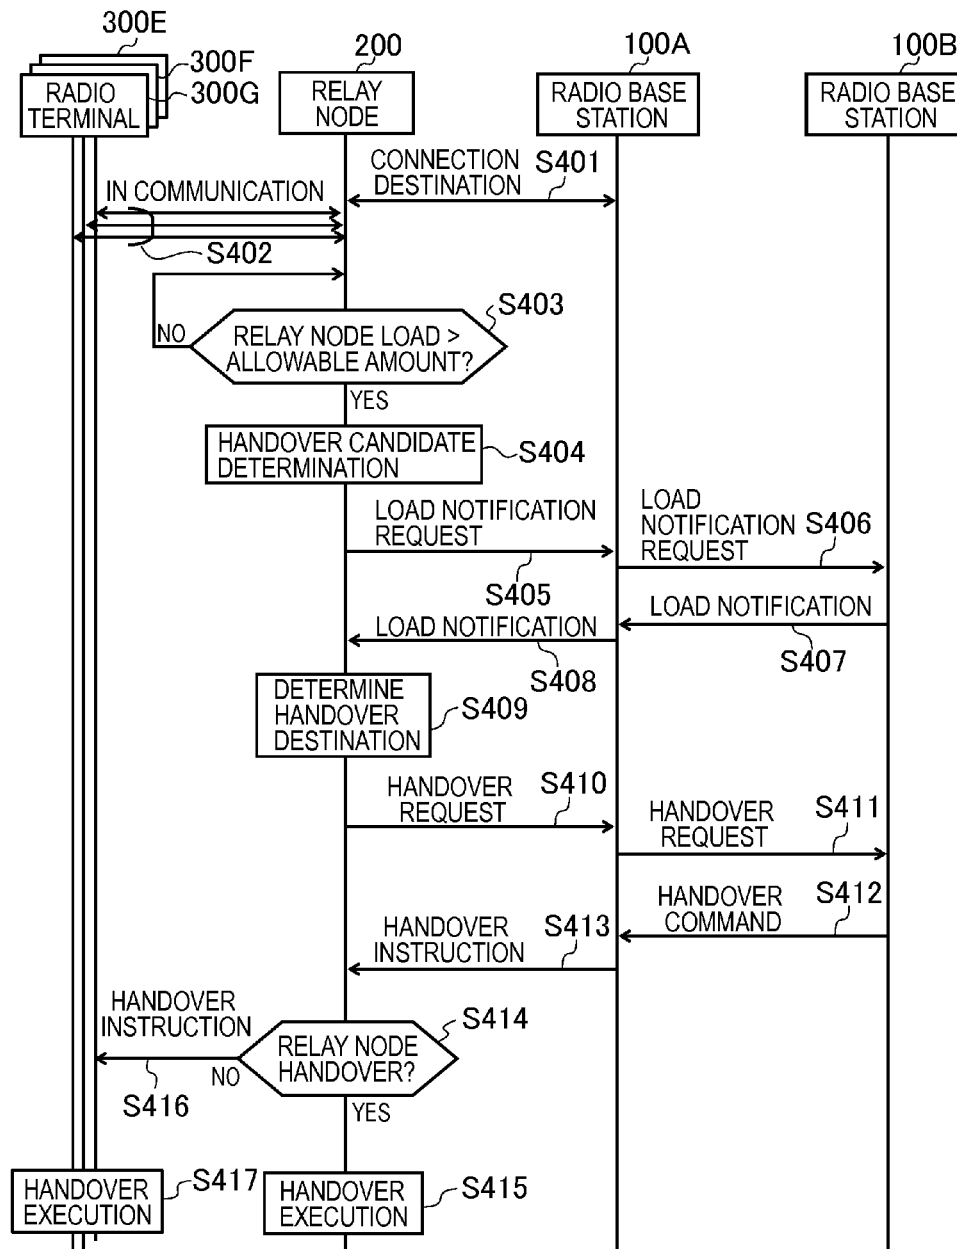 300E
300F
300G
RADIO
TERMINAL
200
RELAY
NODE
100A
RADIO BASE
STATION
100B
RADIO BASE
STATION
CONNECTION
DESTINATION
S401
IN COMMUNICATION
S402
S403
NO
RELAY NODE LOAD >
ALLOWABLE AMOUNT?
YES
HANDOVER CANDIDATE
DETERMINATION
S404
LOAD NOTIFICATION
REQUEST
S405
LOAD
NOTIFICATION
REQUEST
S406
LOAD NOTIFICATION
S407
LOAD NOTIFICATION
S408
DETERMINE
HANDOVER
DESTINATION
S409
HANDOVER
REQUEST
S410
HANDOVER
REQUEST
S411
HANDOVER
COMMAND
S412
HANDOVER
INSTRUCTION
S413
HANDOVER
INSTRUCTION
S414
RELAY NODE
HANDOVER?
NO
S416
YES
HANDOVER
EXECUTION
S417
HANDOVER
EXECUTION
S415